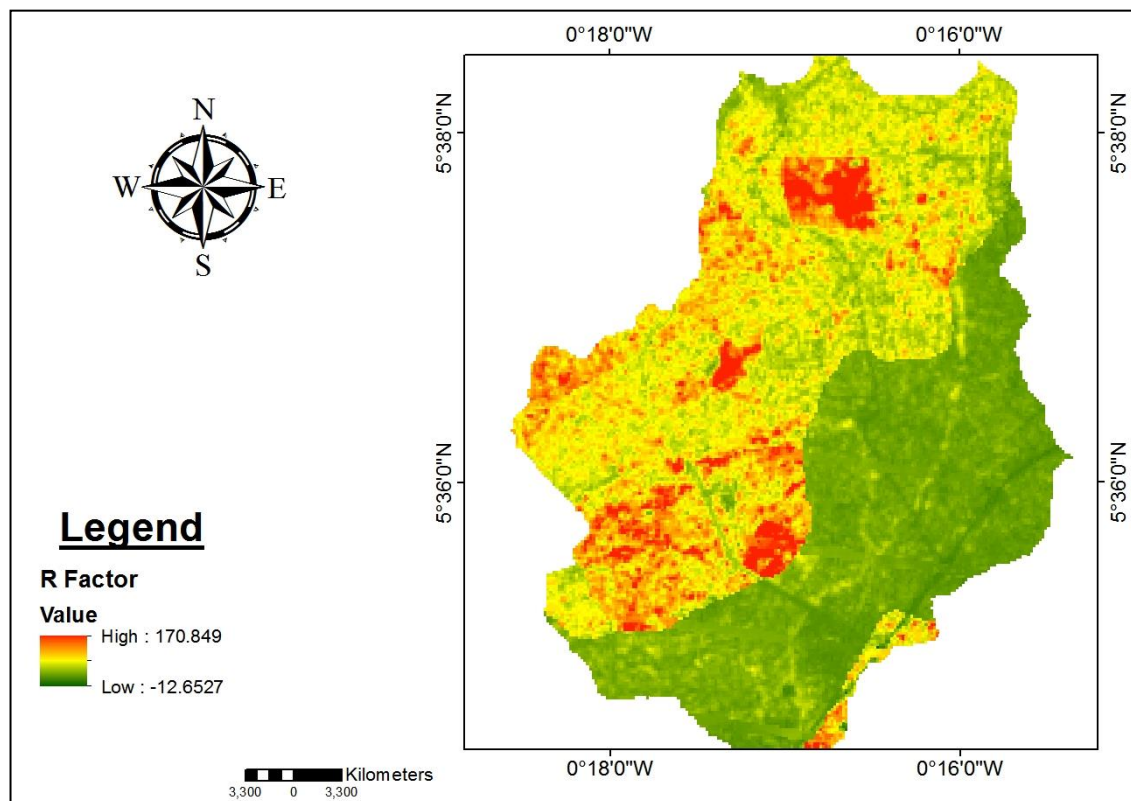 0°18'0"W 0°16'0"W
N
W E
S
5°38'0"N 5°38'0"N
5°36'0"N 5°36'0"N
Legend
R Factor
Value
High : 170.849
Low : -12.6527
Kilometers
3,300 0 3,300
0°18'0"W 0°16'0"W